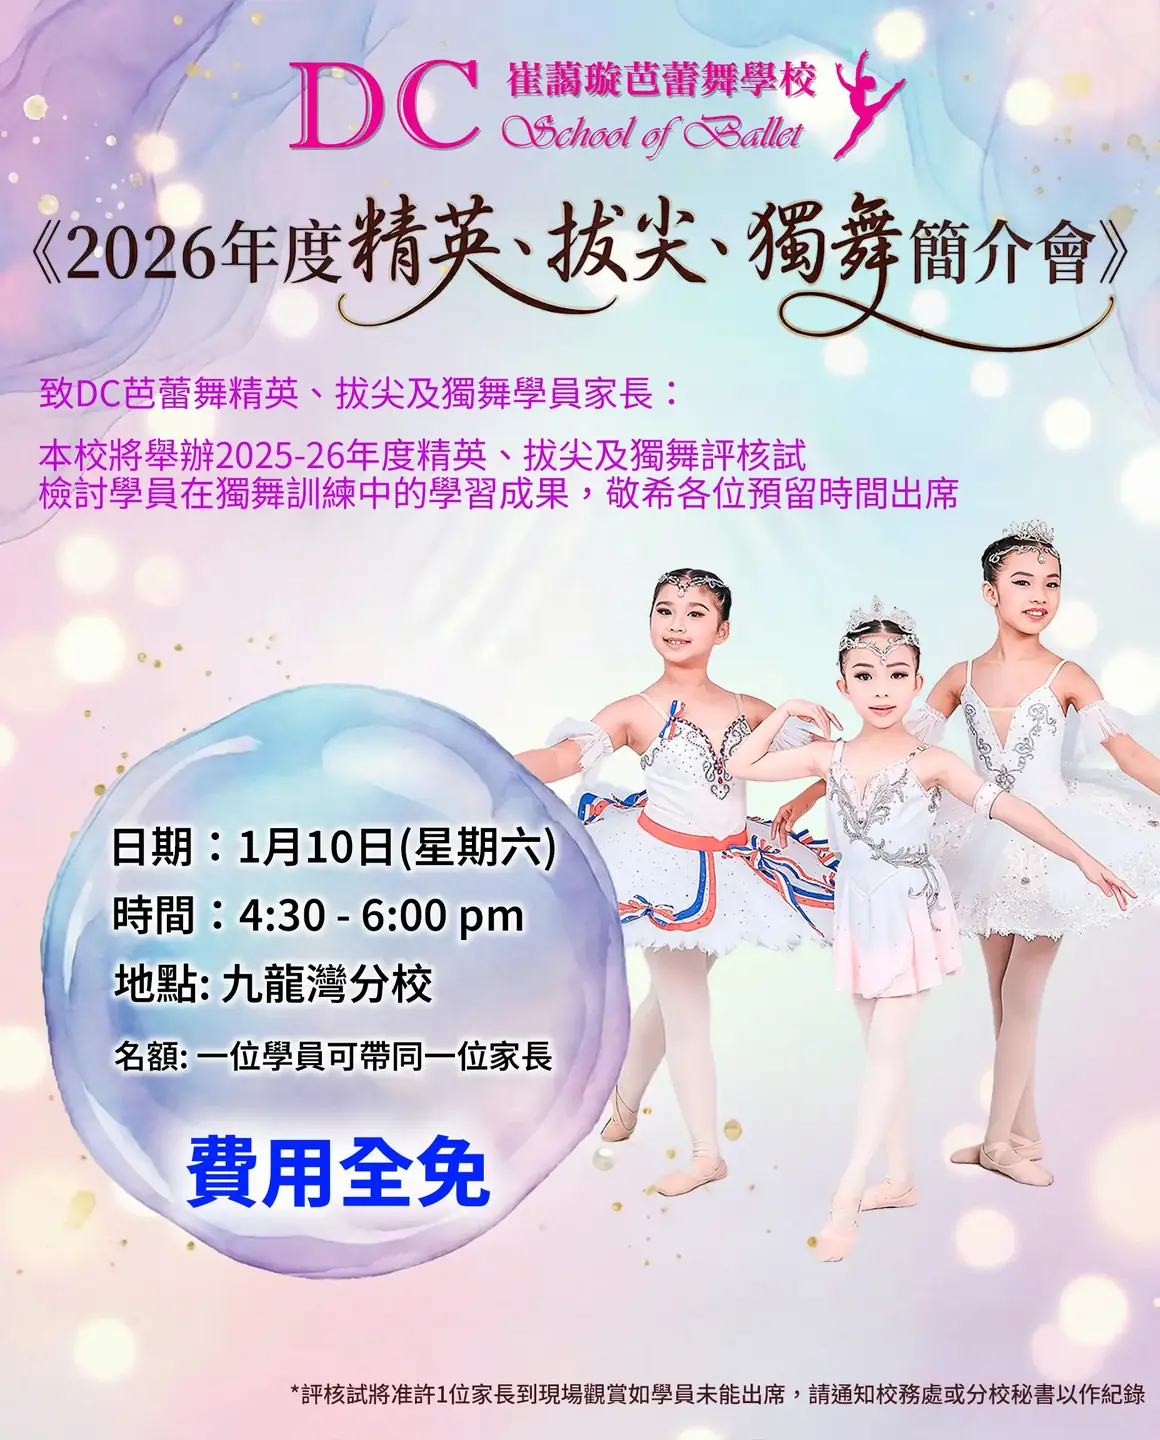 DC 崔藹璇芭蕾舞學校
School of Ballet
《2026年度精英、拔尖、獨舞簡介會》
致DC芭蕾舞精英、拔尖及獨舞學員家長：
本校將舉辦2025-26年度精英、拔尖及獨舞評核試
檢討學員在獨舞訓練中的學習成果，敬希各位預留時間出席
日期：1月10日(星期六)
時間：4:30 - 6:00 pm
地點: 九龍灣分校
名額: 一位學員可帶同一位家長
費用全免
*評核試將准許1位家長到現場觀賞如學員未能出席，請通知校務處或分校秘書以作紀錄